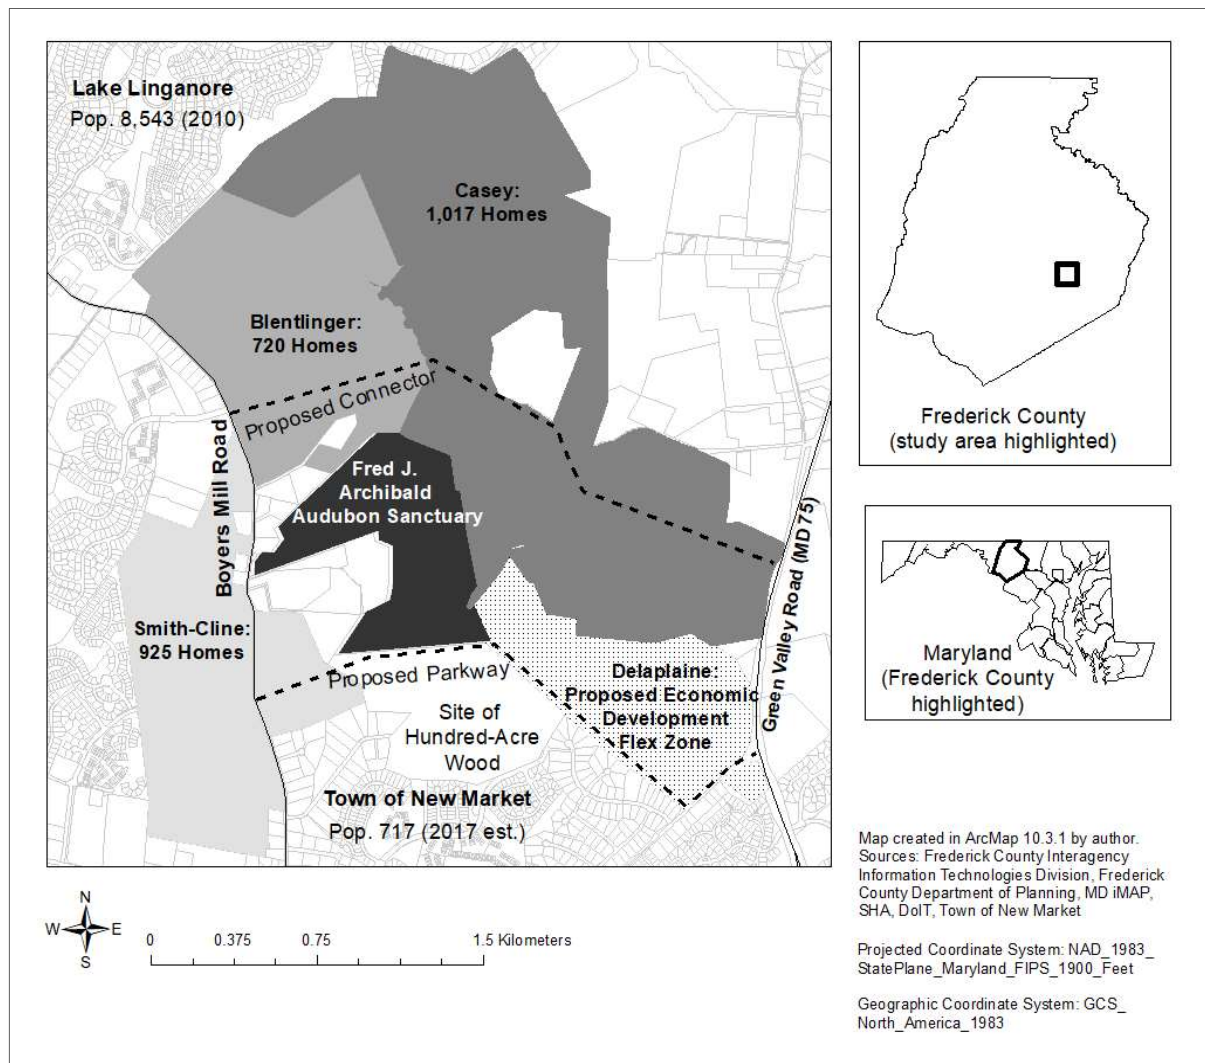 Lake Linganore
Pop. 8,543 (2010)
Casey:
1,017 Homes
Blentlinger:
720 Homes
Proposed Connector
Boyers Mill Road
Fred J.
Archibald
Audubon Sanctuary
Green Valley Road (MD 75)
Smith-Cline:
925 Homes
Proposed Parkway
Delaplaine:
Proposed Economic
Development
Flex Zone
Site of
Hundred-Acre
Wood
Town of New Market
Pop. 717 (2017 est.)
Frederick County
(study area highlighted)
Maryland
(Frederick County
highlighted)
N
W
E
S
0
0.375
0.75
1.5 Kilometers
Map created in ArcMap 10.3.1 by author.
Sources: Frederick County Interagency
Information Technologies Division, Frederick
County Department of Planning, MD iMAP,
SHA, DoIT, Town of New Market
Projected Coordinate System: NAD_1983_
StatePlane_Maryland_FIPS_1900_Feet
Geographic Coordinate System: GCS_
North_America_1983